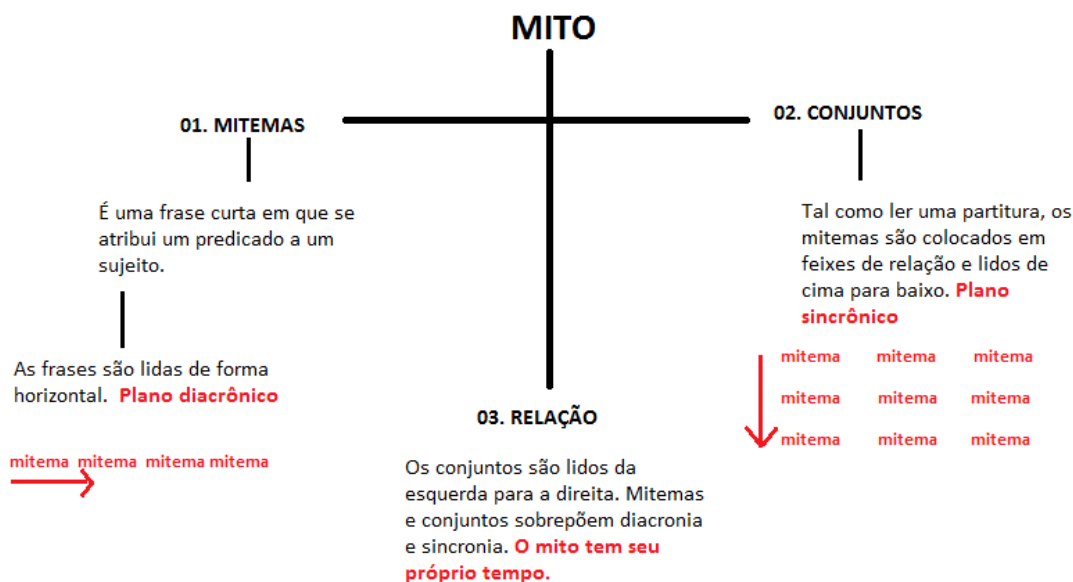 MITO
01. MITEMAS
É uma frase curta em que se
atribui um predicado a um
sujeito.
As frases são lidas de forma
horizontal. Plano diacrônico
mitema mitema mitema mitema
02. CONJUNTOS
Tal como ler uma partitura, os
mitemas são colocados em
feixes de relação e lidos de
cima para baixo. Plano
sincrônico
mitema mitema mitema
mitema mitema mitema
mitema mitema mitema
03. RELAÇÃO
Os conjuntos são lidos da
esquerda para a direita. Mitemas
e conjuntos sobrepõem diacronia
e sincronia. O mito tem seu
próprio tempo.